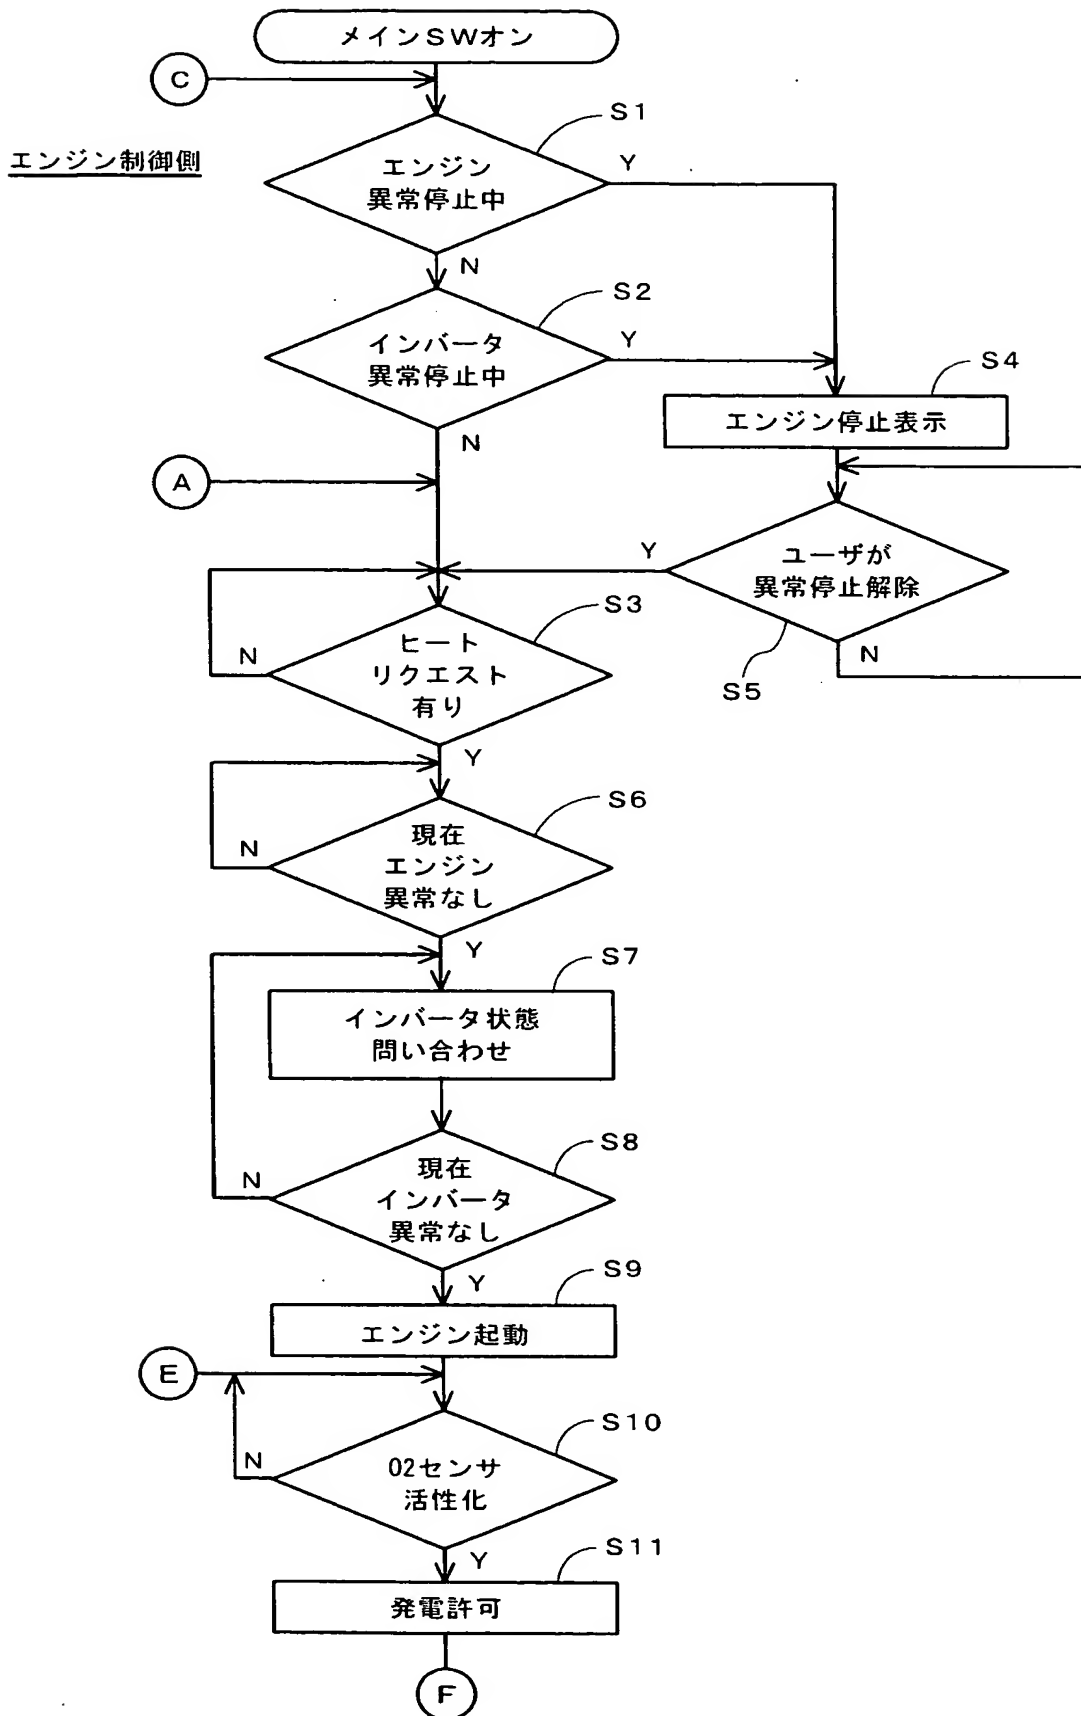 メインSWオン
C
エンジン制御側
S1
エンジン
異常停止中
Y
N
S2
インバータ
異常停止中
Y
N
S4
エンジン停止表示
A
ユーザが
異常停止解除
Y
N
S5
S3
ヒート
リクエスト
有り
N
Y
S6
現在
エンジン
異常なし
N
Y
S7
インバータ状態
問い合わせ
S8
現在
インバータ
異常なし
N
Y
S9
エンジン起動
E
S10
O2センサ
活性化
N
Y
S11
発電許可
F